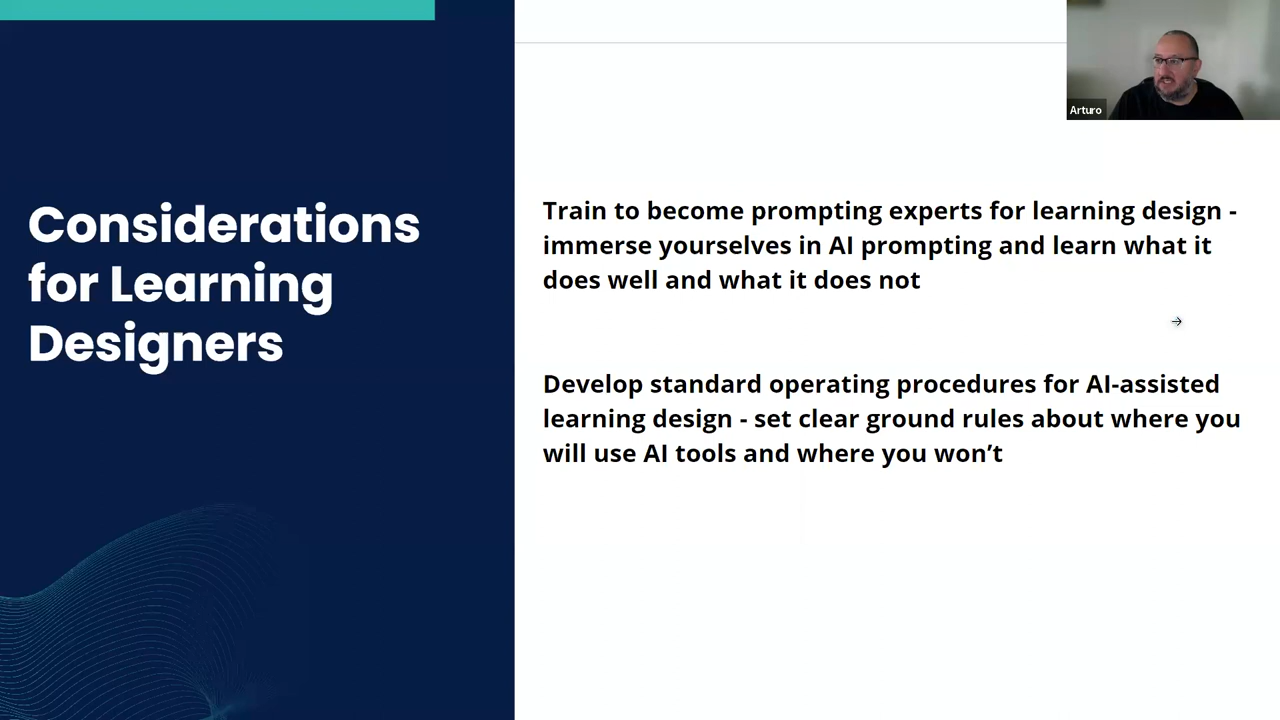 Considerations
for Learning
Designers
Arturo
Train to become prompting experts for learning design -
immerse yourselves in AI prompting and learn what it
does well and what it does not
Develop standard operating procedures for AI-assisted
learning design - set clear ground rules about where you
will use AI tools and where you won’t